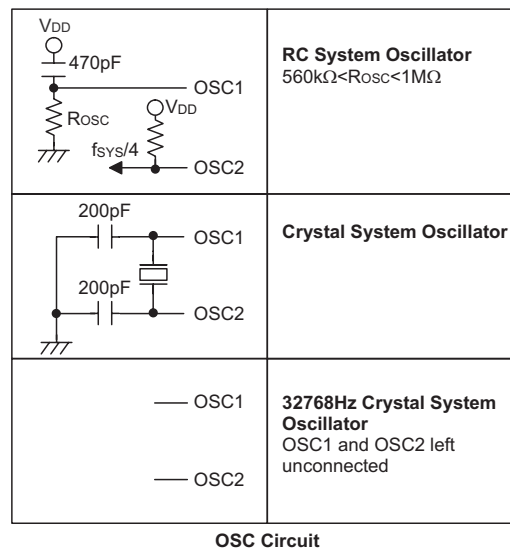 VDD
470pF
OSC1
ROSC
VDD
fSYS/4
OSC2
RC System Oscillator
560kΩ<ROSC<1MΩ
200pF
OSC1
200pF
OSC2
Crystal System Oscillator
OSC1
OSC2
32768Hz Crystal System
Oscillator
OSC1 and OSC2 left
unconnected
OSC Circuit